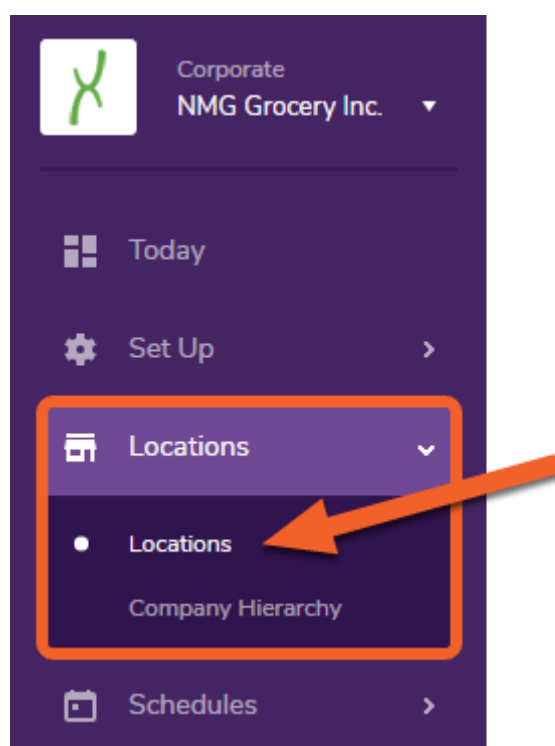 Corporate
NMG Grocery Inc.
Today
Set Up
Locations
Locations
Company Hierarchy
Schedules